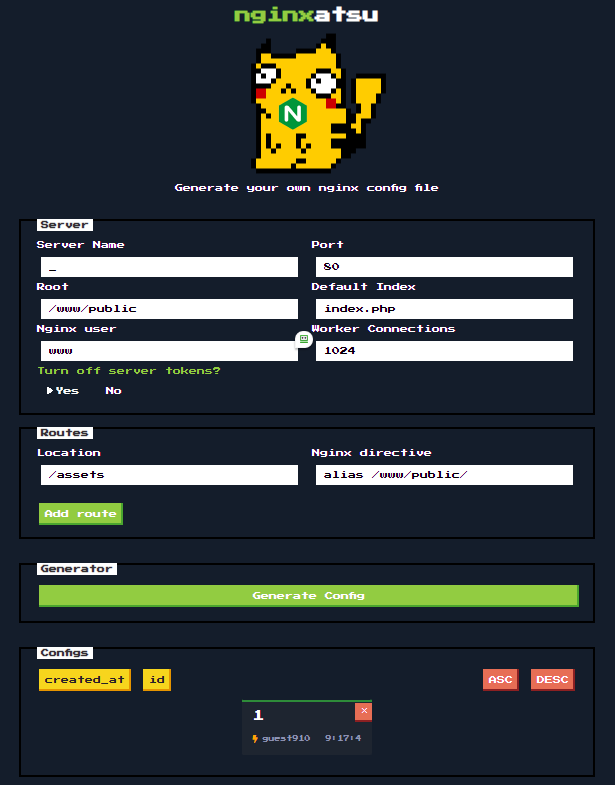 nginxatsu
N
Generate your own nginx config file
Server
Server Name Port
_ 80
Root Default Index
/www/public index.php
Nginx user Worker Connections
www 1024
Turn off server tokens?
Yes No
Routes
Location Nginx directive
/assets alias /www/public/
Add route
Generator
Generate Config
Configs
created_at id ASC DESC
1 ×
guest910 9:17:4